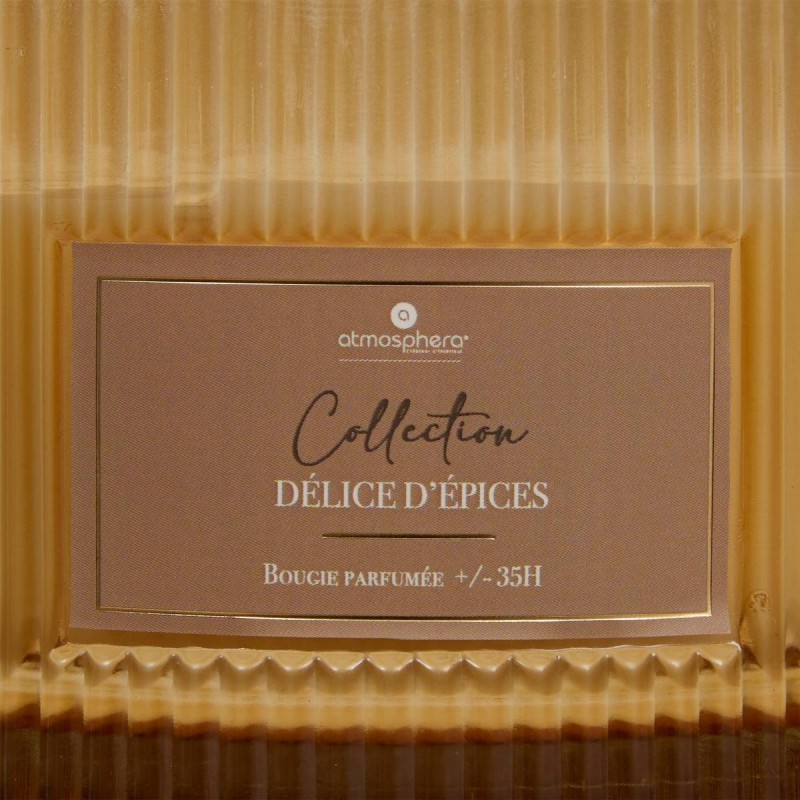 a
atmosphera®
Collection
DÉLICE D'ÉPICES
BOUGIE PARFUMÉE +/- 35H